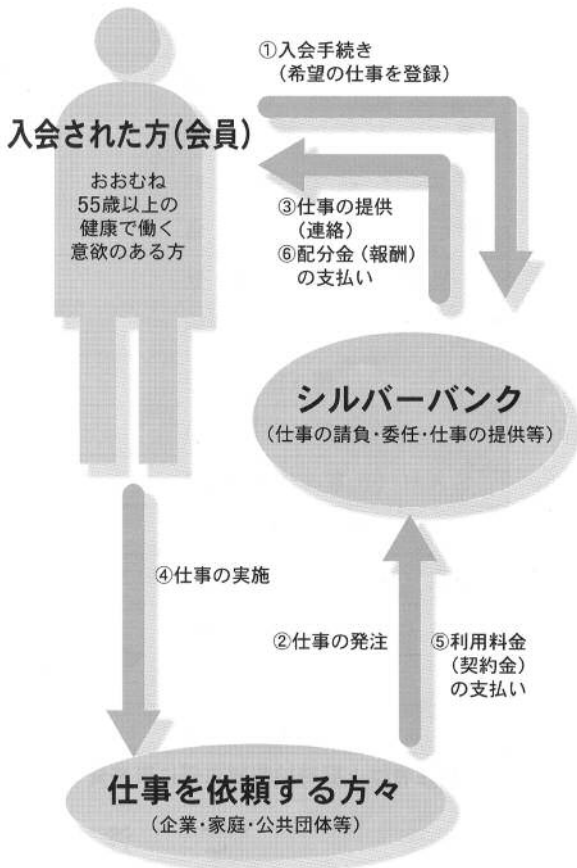 ①入会手続き
（希望の仕事を登録）
入会された方（会員）
おおむね
55歳以上の
健康で働く
意欲のある方
③仕事の提供
（連絡）
⑥配分金（報酬）
の支払い
シルバーバンク
（仕事の請負・委任・仕事の提供等）
④仕事の実施
②仕事の発注
⑤利用料金
（契約金）
の支払い
仕事を依頼する方々
（企業・家庭・公共団体等）